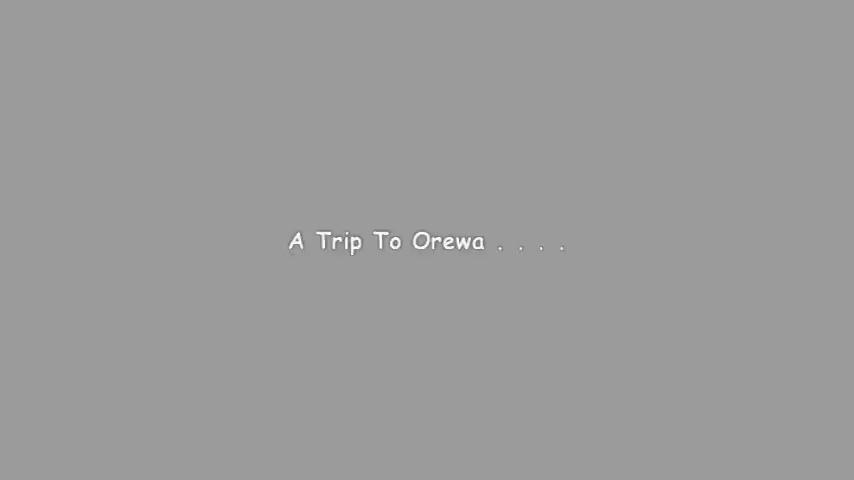 A Trip To Orewa . . . .